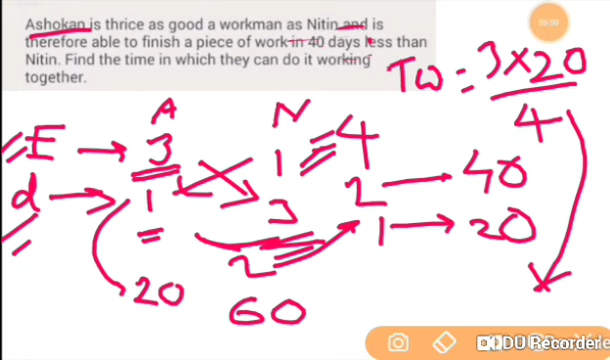 Ashokan is thrice as good a workman as Nitin and is
therefore able to finish a piece of work in 40 days less than
Nitin. Find the time in which they can do it working
together.
TW = 3×20
4
A N
E → 3 1 4
d → 1 3 2 → 40
1 → 20
2
20 60
DU Recorder